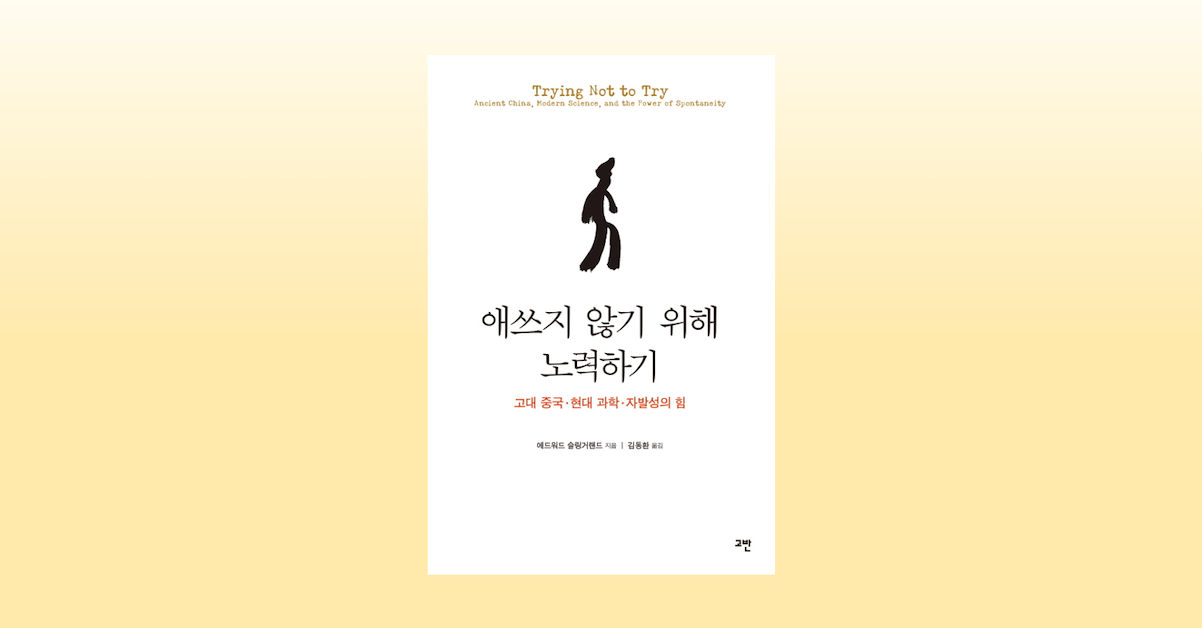 Trying Not to Try
Ancient China, Modern Science, and the Power of Spontaneity
애쓰지 않기 위해
노력하기
고대 중국·현대 과학·자발성의 힘
에드워드 슬링거랜드 지음 | 김동환 옮김
고반